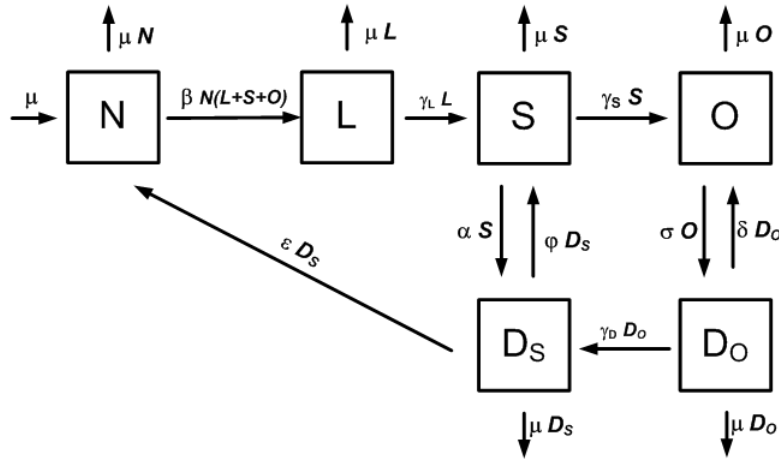 μ N μ L μ S μ O
μ N β N(L+S+O) L γL L S γS S O
α S φ DS σ O δ DO
ε DS
DS γD DO DO
μ DS μ DO